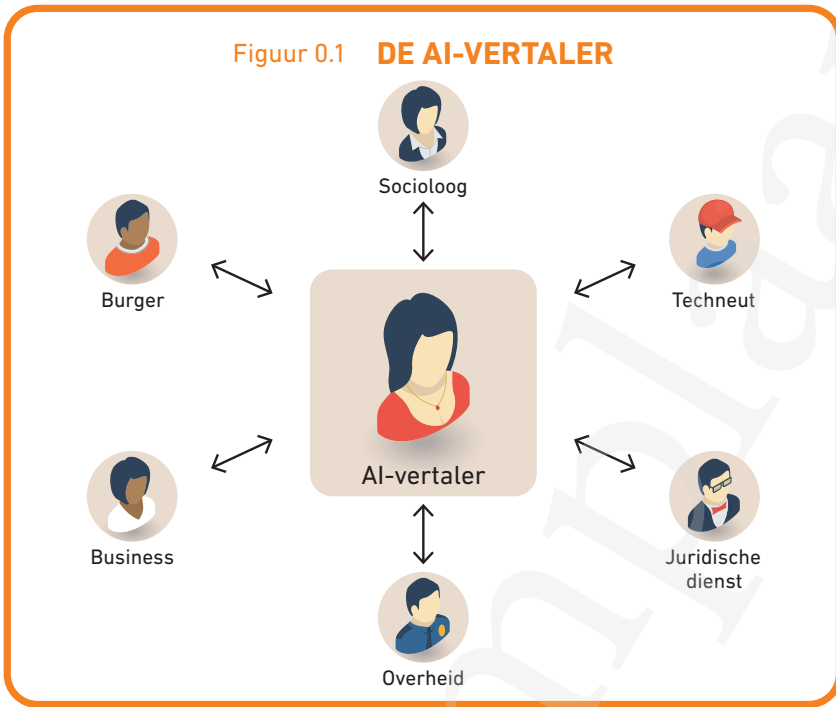 Figuur 0.1 DE AI-VERTALER
Socioloog
Burger
Techneut
AI-vertaler
Business
Juridische
dienst
Overheid